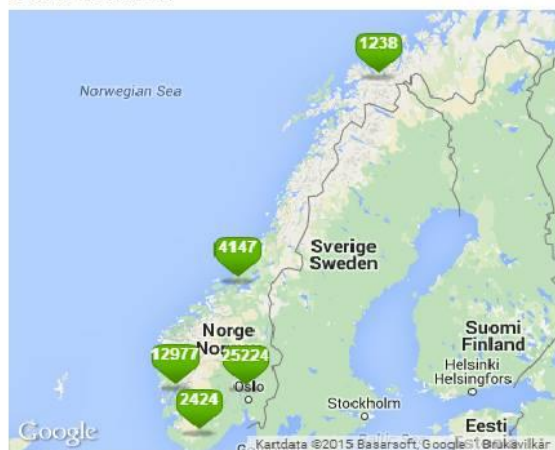 1238
Norwegian Sea
4147
Sverige
Sweden
Norge
Nor
12977
25224
Suomi
Finland
Oslo
Helsinki
Helsingfors
2424
Stockholm
Eesti
Google
Kartdata ©2015 Basarsoft, Google
Brukavilkår